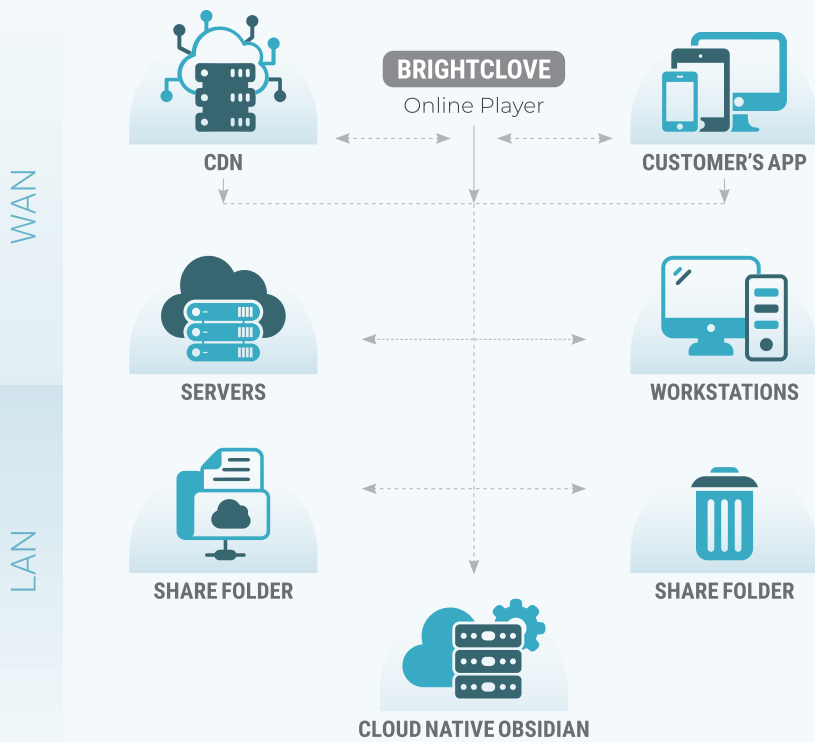 BRIGHTCLOVE
Online Player
CDN
CUSTOMER'S APP
WAN
SERVERS
WORKSTATIONS
LAN
SHARE FOLDER
SHARE FOLDER
CLOUD NATIVE OBSIDIAN